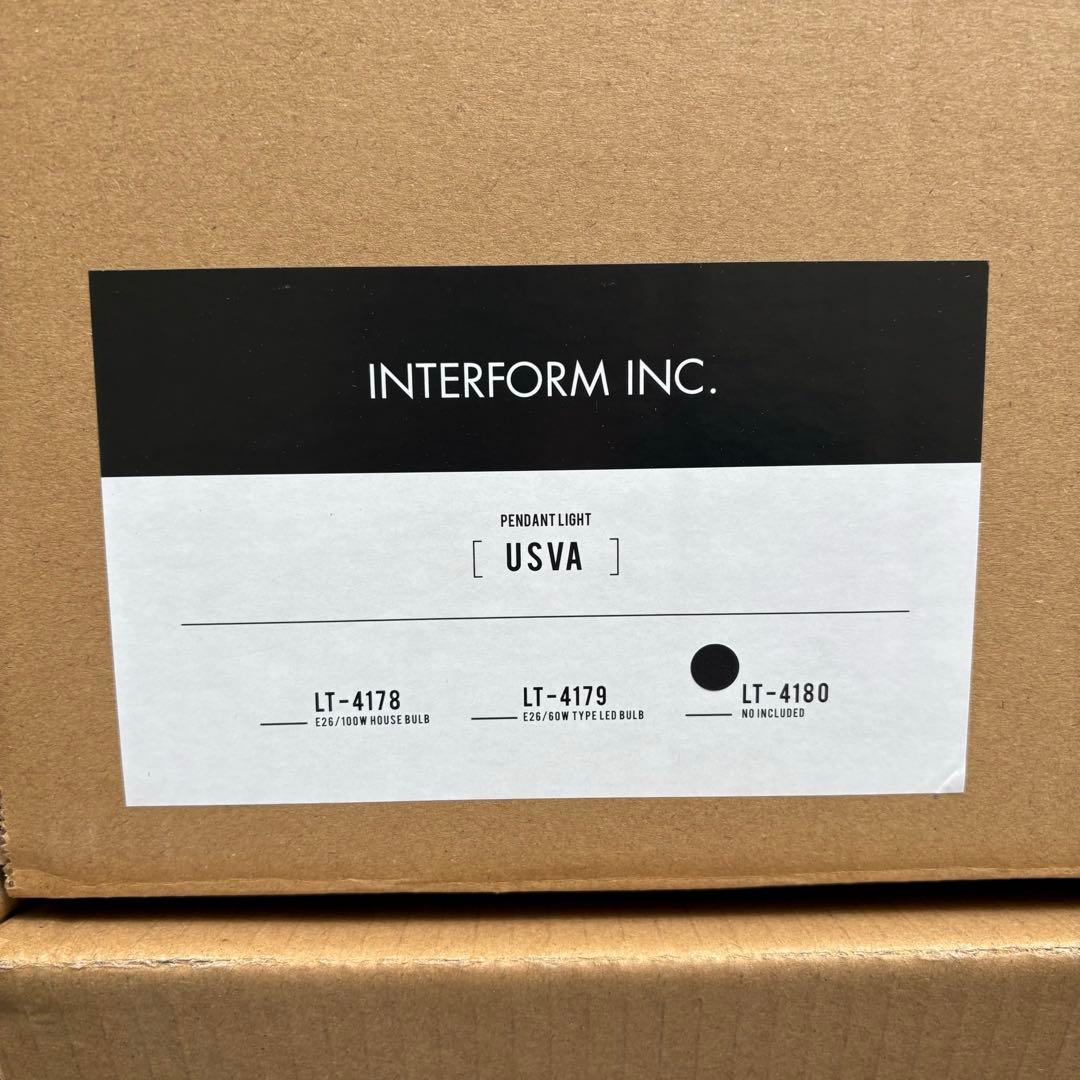 INTERFORM INC.
PENDANT LIGHT
[ USVA ]
LT-4178
E26/100W HOUSE BULB
LT-4179
E26/60W TYPE LED BULB
LT-4180
NO INCLUDED